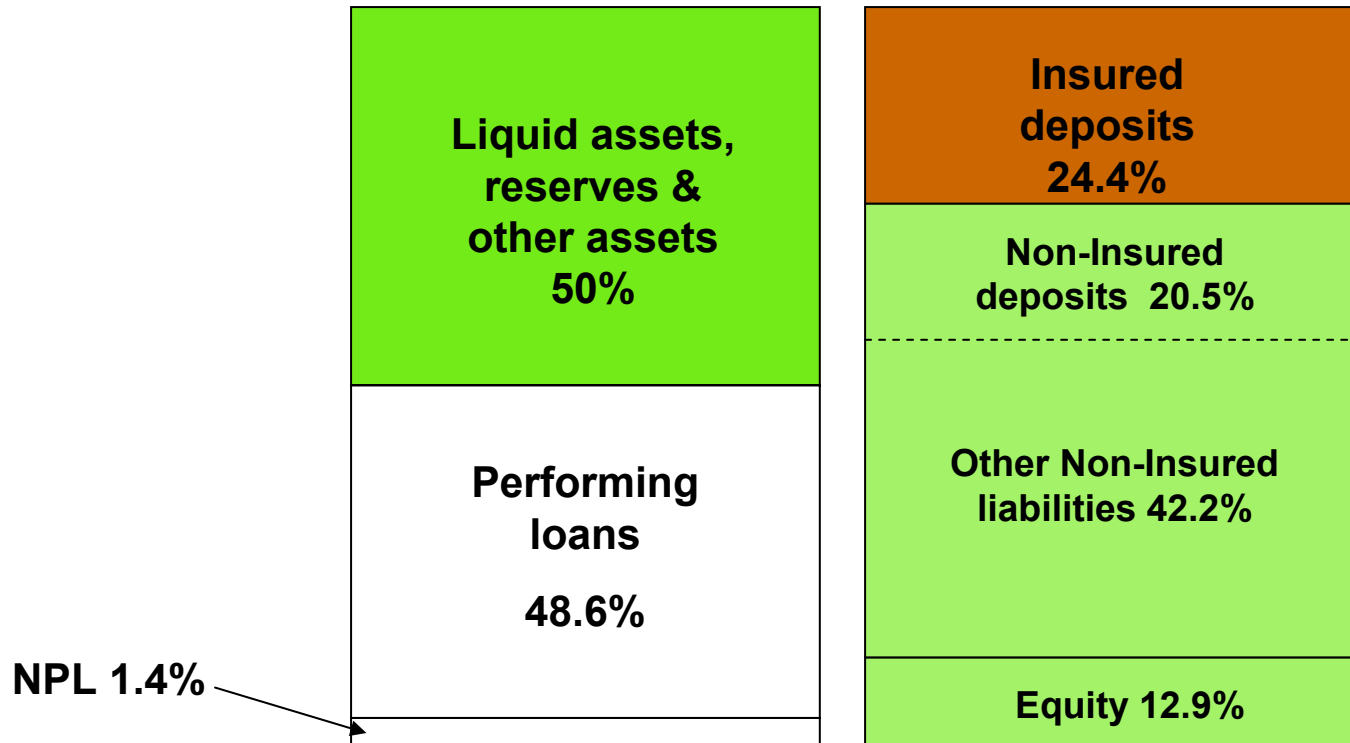 Liquid assets,
reserves &
other assets
50%
Performing
loans
48.6%
NPL 1.4%
Insured
deposits
24.4%
Non-Insured
deposits 20.5%
Other Non-Insured
liabilities 42.2%
Equity 12.9%